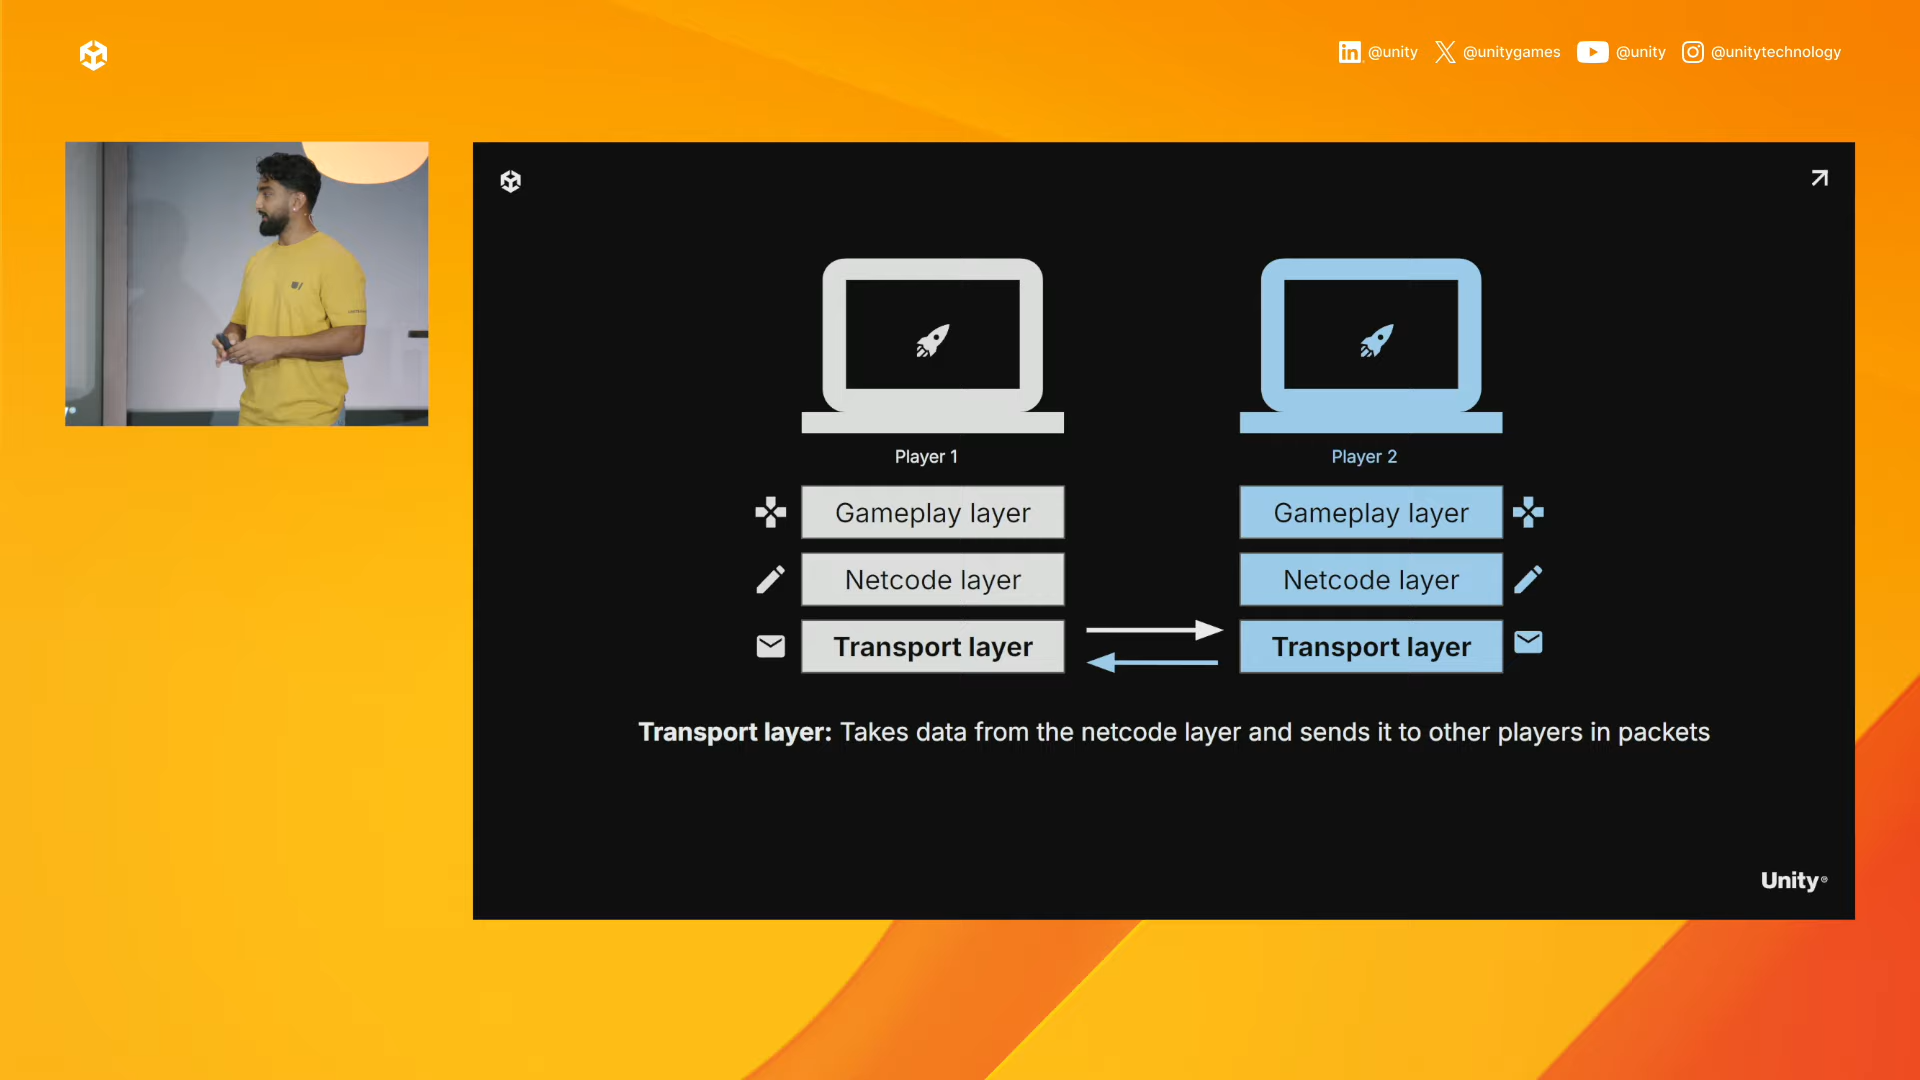 @unity @unitygames @unity @unitytechnology
Player 1 Player 2
Gameplay layer Gameplay layer
Netcode layer Netcode layer
Transport layer Transport layer
Transport layer: Takes data from the netcode layer and sends it to other players in packets
Unity